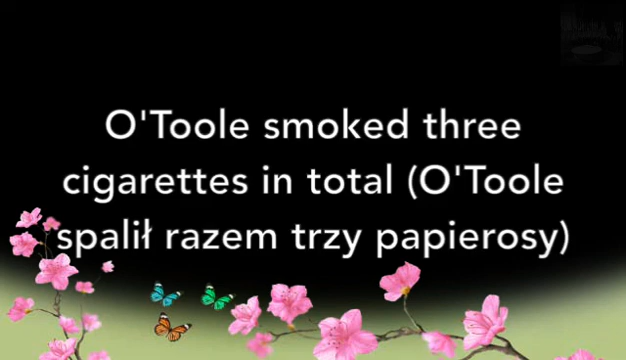 O'Toole smoked three
cigarettes in total (O'Toole
spalił razem trzy papierosy)